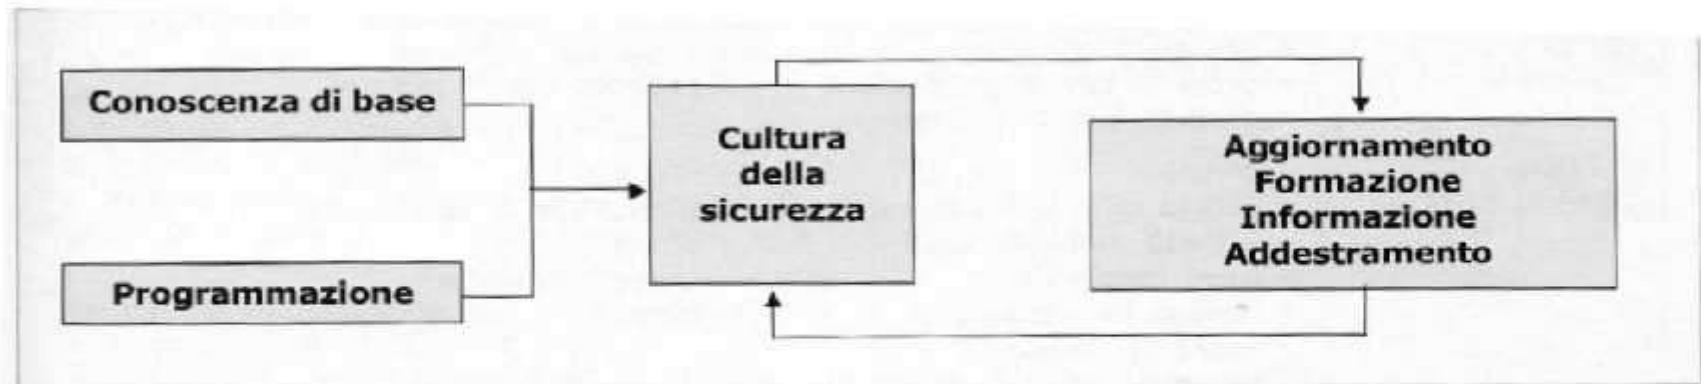 Conoscenza di base
Programmazione
Cultura
della
sicurezza
Aggiornamento
Formazione
Informazione
Addestramento